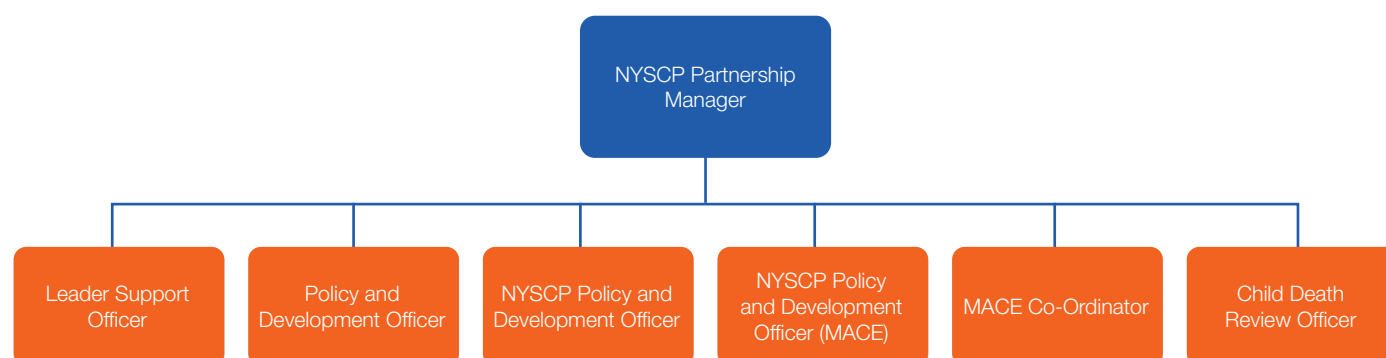 NYSCP Partnership
Manager
Leader Support
Officer
Policy and
Development Officer
NYSCP Policy and
Development Officer
NYSCP Policy
and Development
Officer (MACE)
MACE Co-Ordinator
Child Death
Review Officer